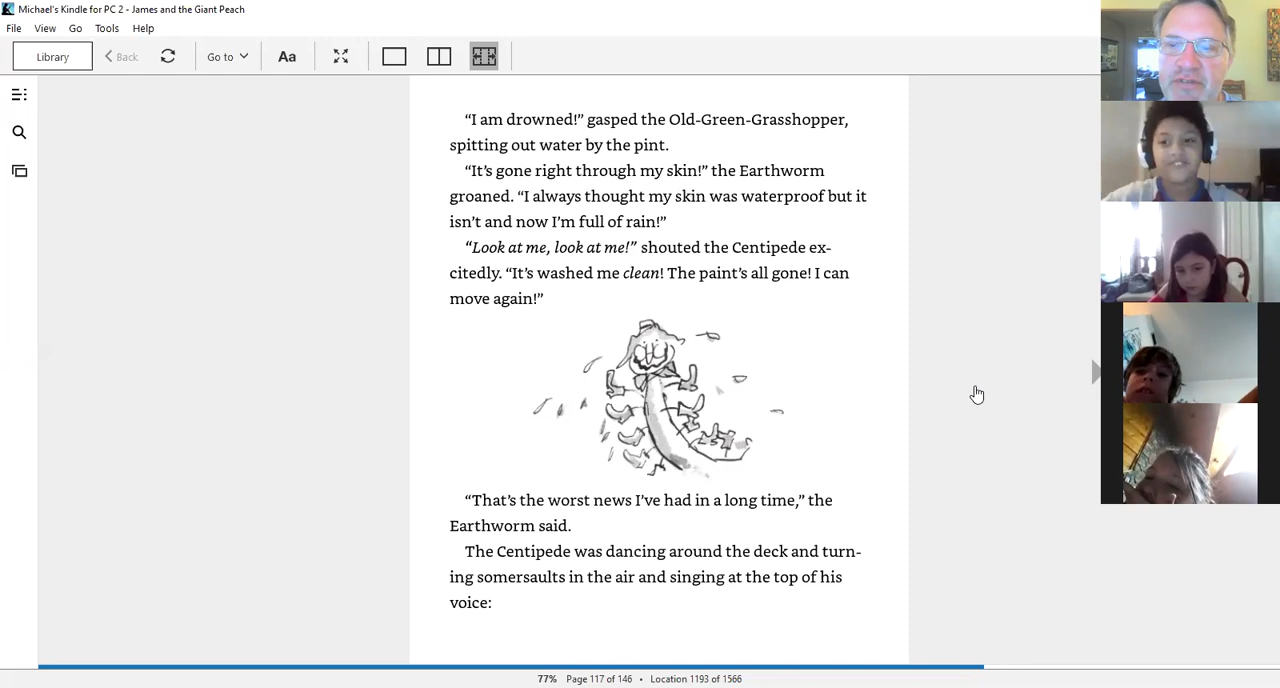 Michael's Kindle for PC 2 - James and the Giant Peach
File View Go Tools Help
Library Back Go to Aa
“I am drowned!” gasped the Old-Green-Grasshopper,
spitting out water by the pint.
“It’s gone right through my skin!” the Earthworm
groaned. “I always thought my skin was waterproof but it
isn’t and now I’m full of rain!”
“Look at me, look at me!” shouted the Centipede ex-
citedly. “It’s washed me clean! The paint’s all gone! I can
move again!”
“That’s the worst news I’ve had in a long time,” the
Earthworm said.
The Centipede was dancing around the deck and turn-
ing somersaults in the air and singing at the top of his
voice:
77% Page 117 of 146 • Location 1193 of 1566